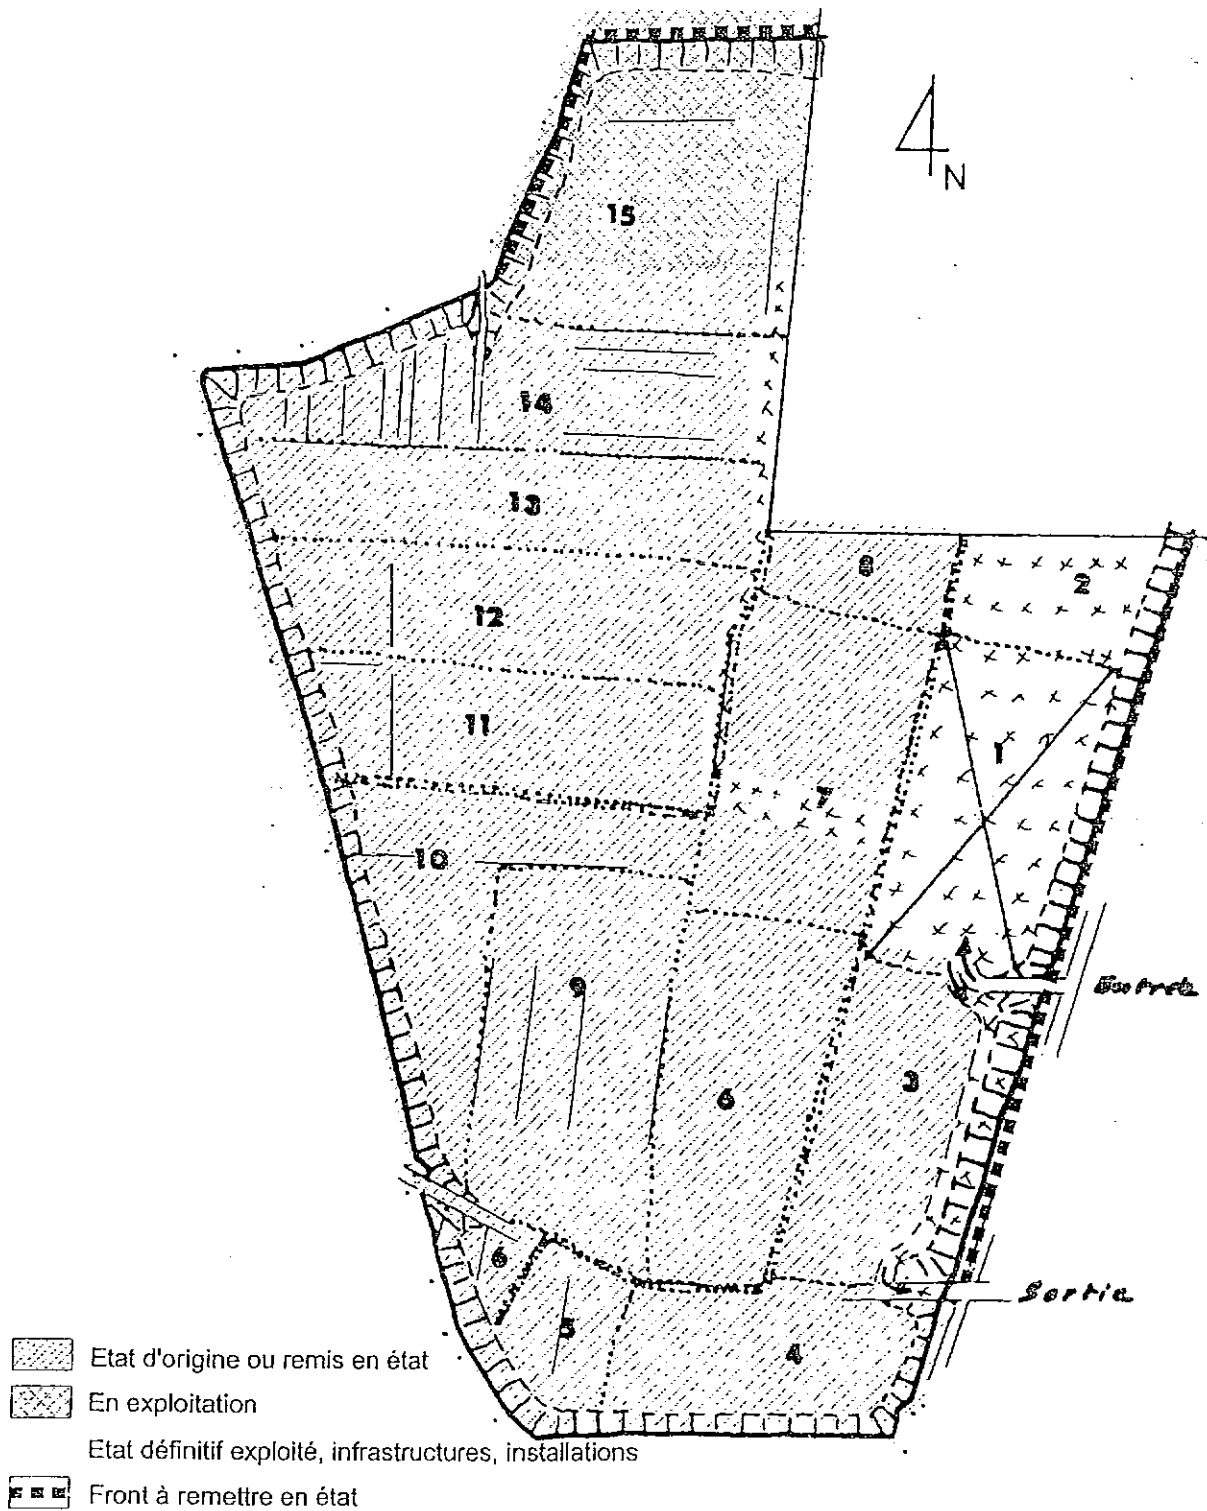 N
15
14
13
8
2
12
1
11
7
10
9
Entrée
3
6
6
Sortie
5
4
Etat d'origine ou remis en état
En exploitation
Etat définitif exploité, infrastructures, installations
Front à remettre en état